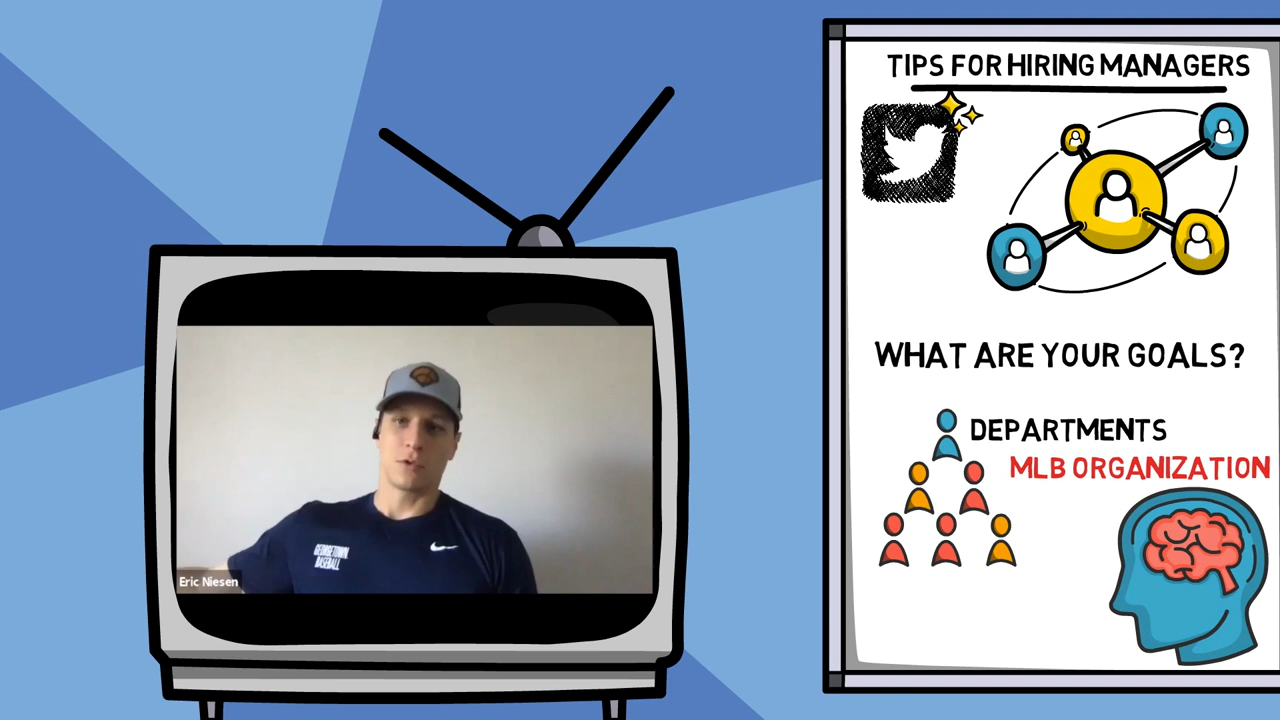 TIPS FOR HIRING MANAGERS
WHAT ARE YOUR GOALS?
DEPARTMENTS
MLB ORGANIZATION
GEORGETOWN
BASEBALL
Eric Niesen